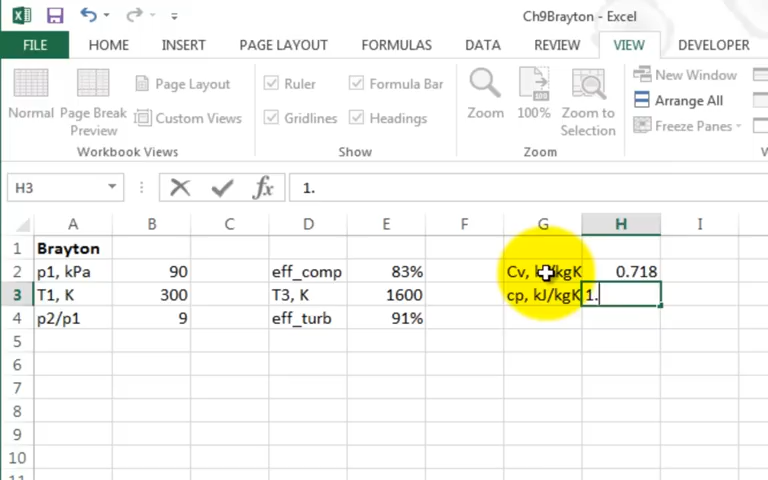 Ch9Brayton - Excel
FILE HOME INSERT PAGE LAYOUT FORMULAS DATA REVIEW VIEW DEVELOPER
Normal
Page Break Preview
Page Layout
Custom Views
Workbook Views
Ruler
Formula Bar
Gridlines
Headings
Show
Zoom
100%
Zoom to Selection
Zoom
New Window
Arrange All
Freeze Panes
H3 fx 1.
A B C D E F G H I
1 Brayton
2 p1, kPa 90 eff_comp 83% Cv, kJ/kgK 0.718
3 T1, K 300 T3, K 1600 cp, kJ/kgK 1.
4 p2/p1 9 eff_turb 91%
5
6
7
8
9
10